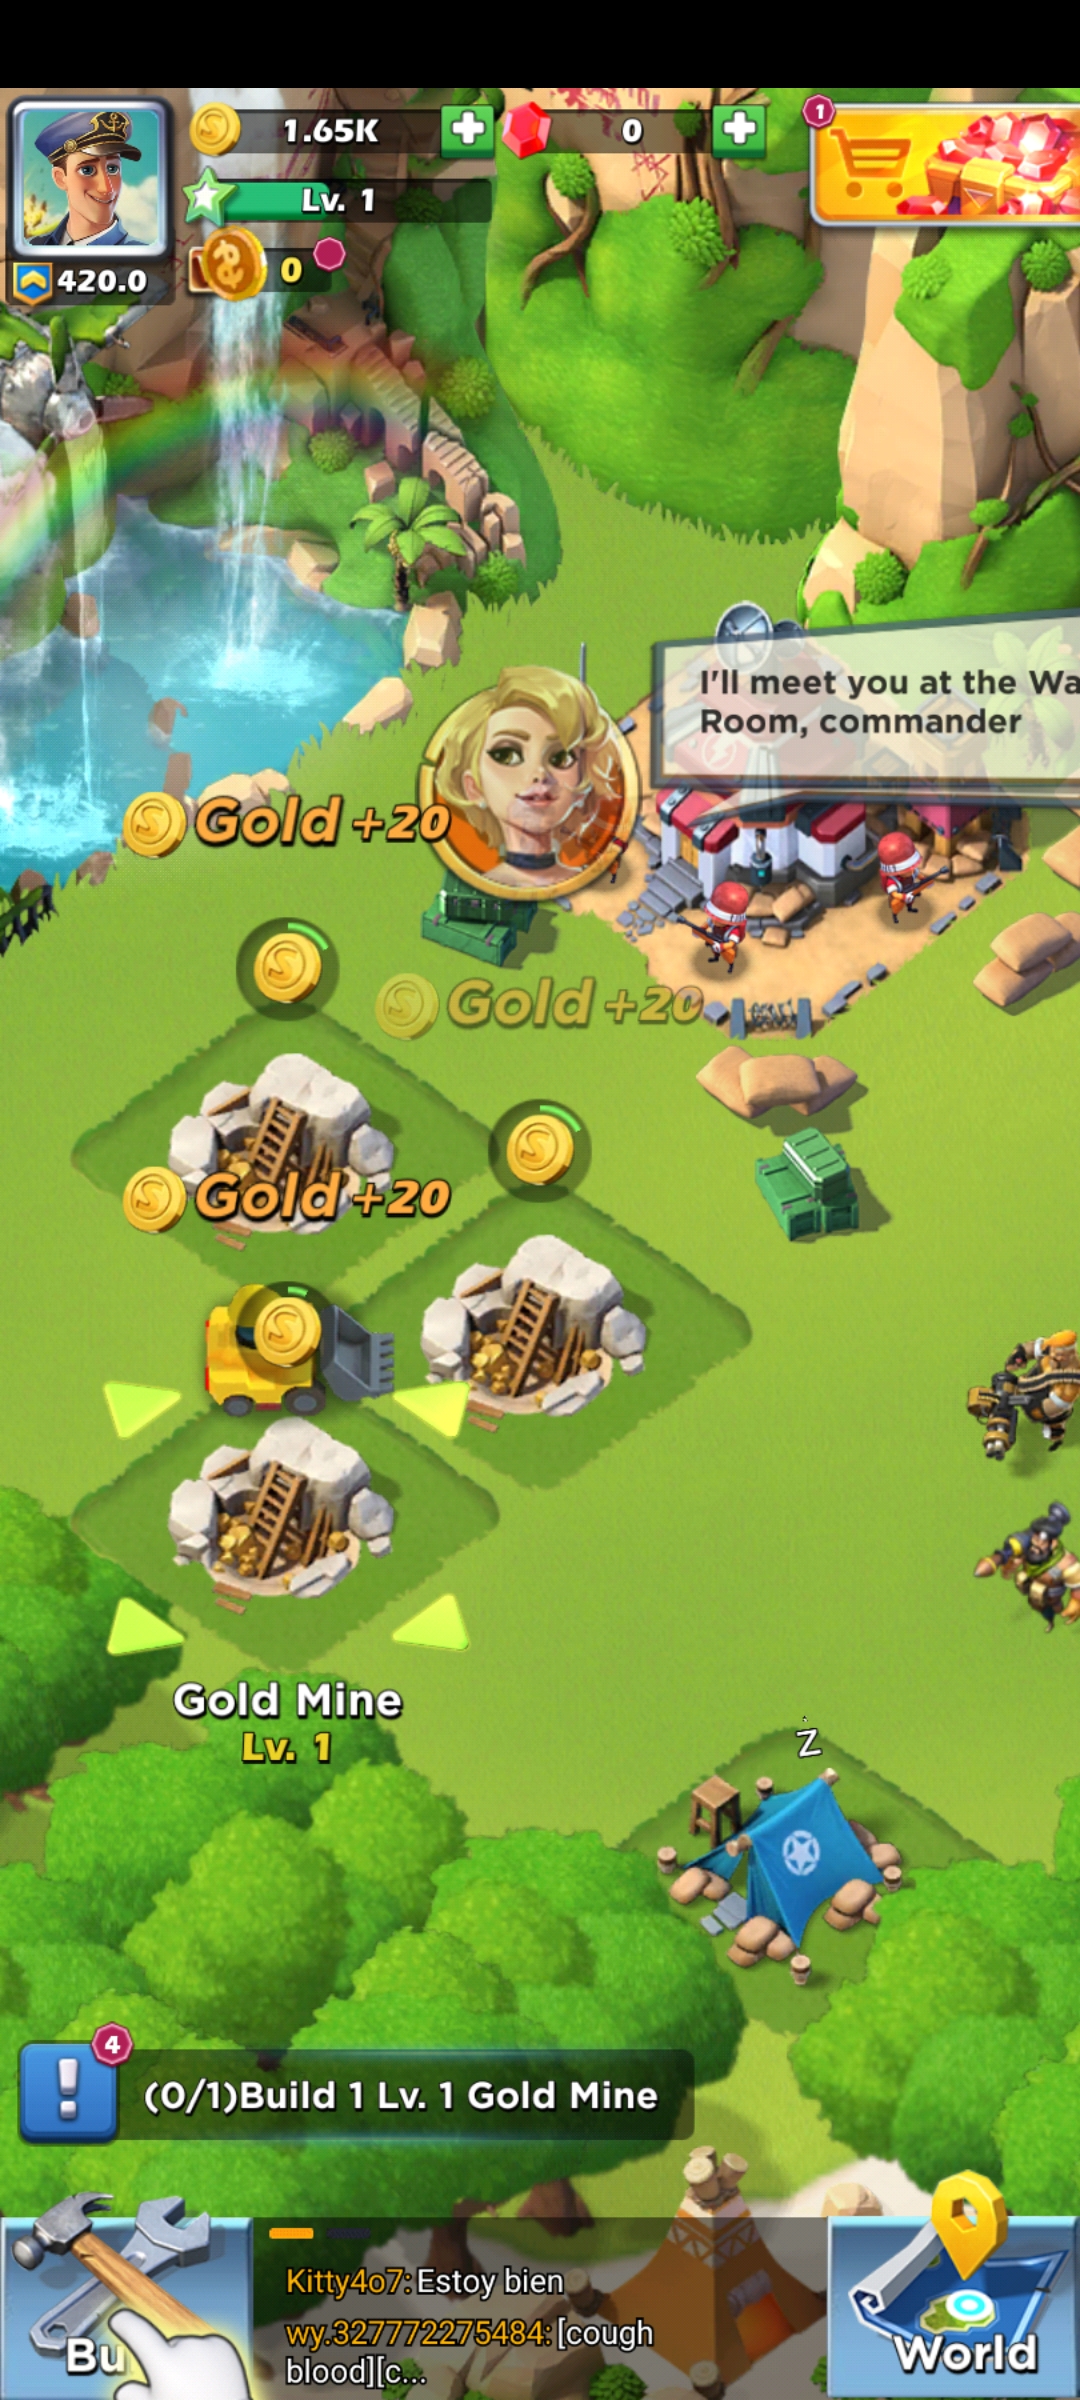 1.65K
0
1
Lv. 1
420.0
0
I'll meet you at the Wa
Room, commander
Gold +20
Gold +20
Gold +20
Gold Mine
Lv. 1
Z
4
(0/1)Build 1 Lv. 1 Gold Mine
Kitty4o7: Estoy bien
wy.327772275484: [cough
blood][c...
Bu
World